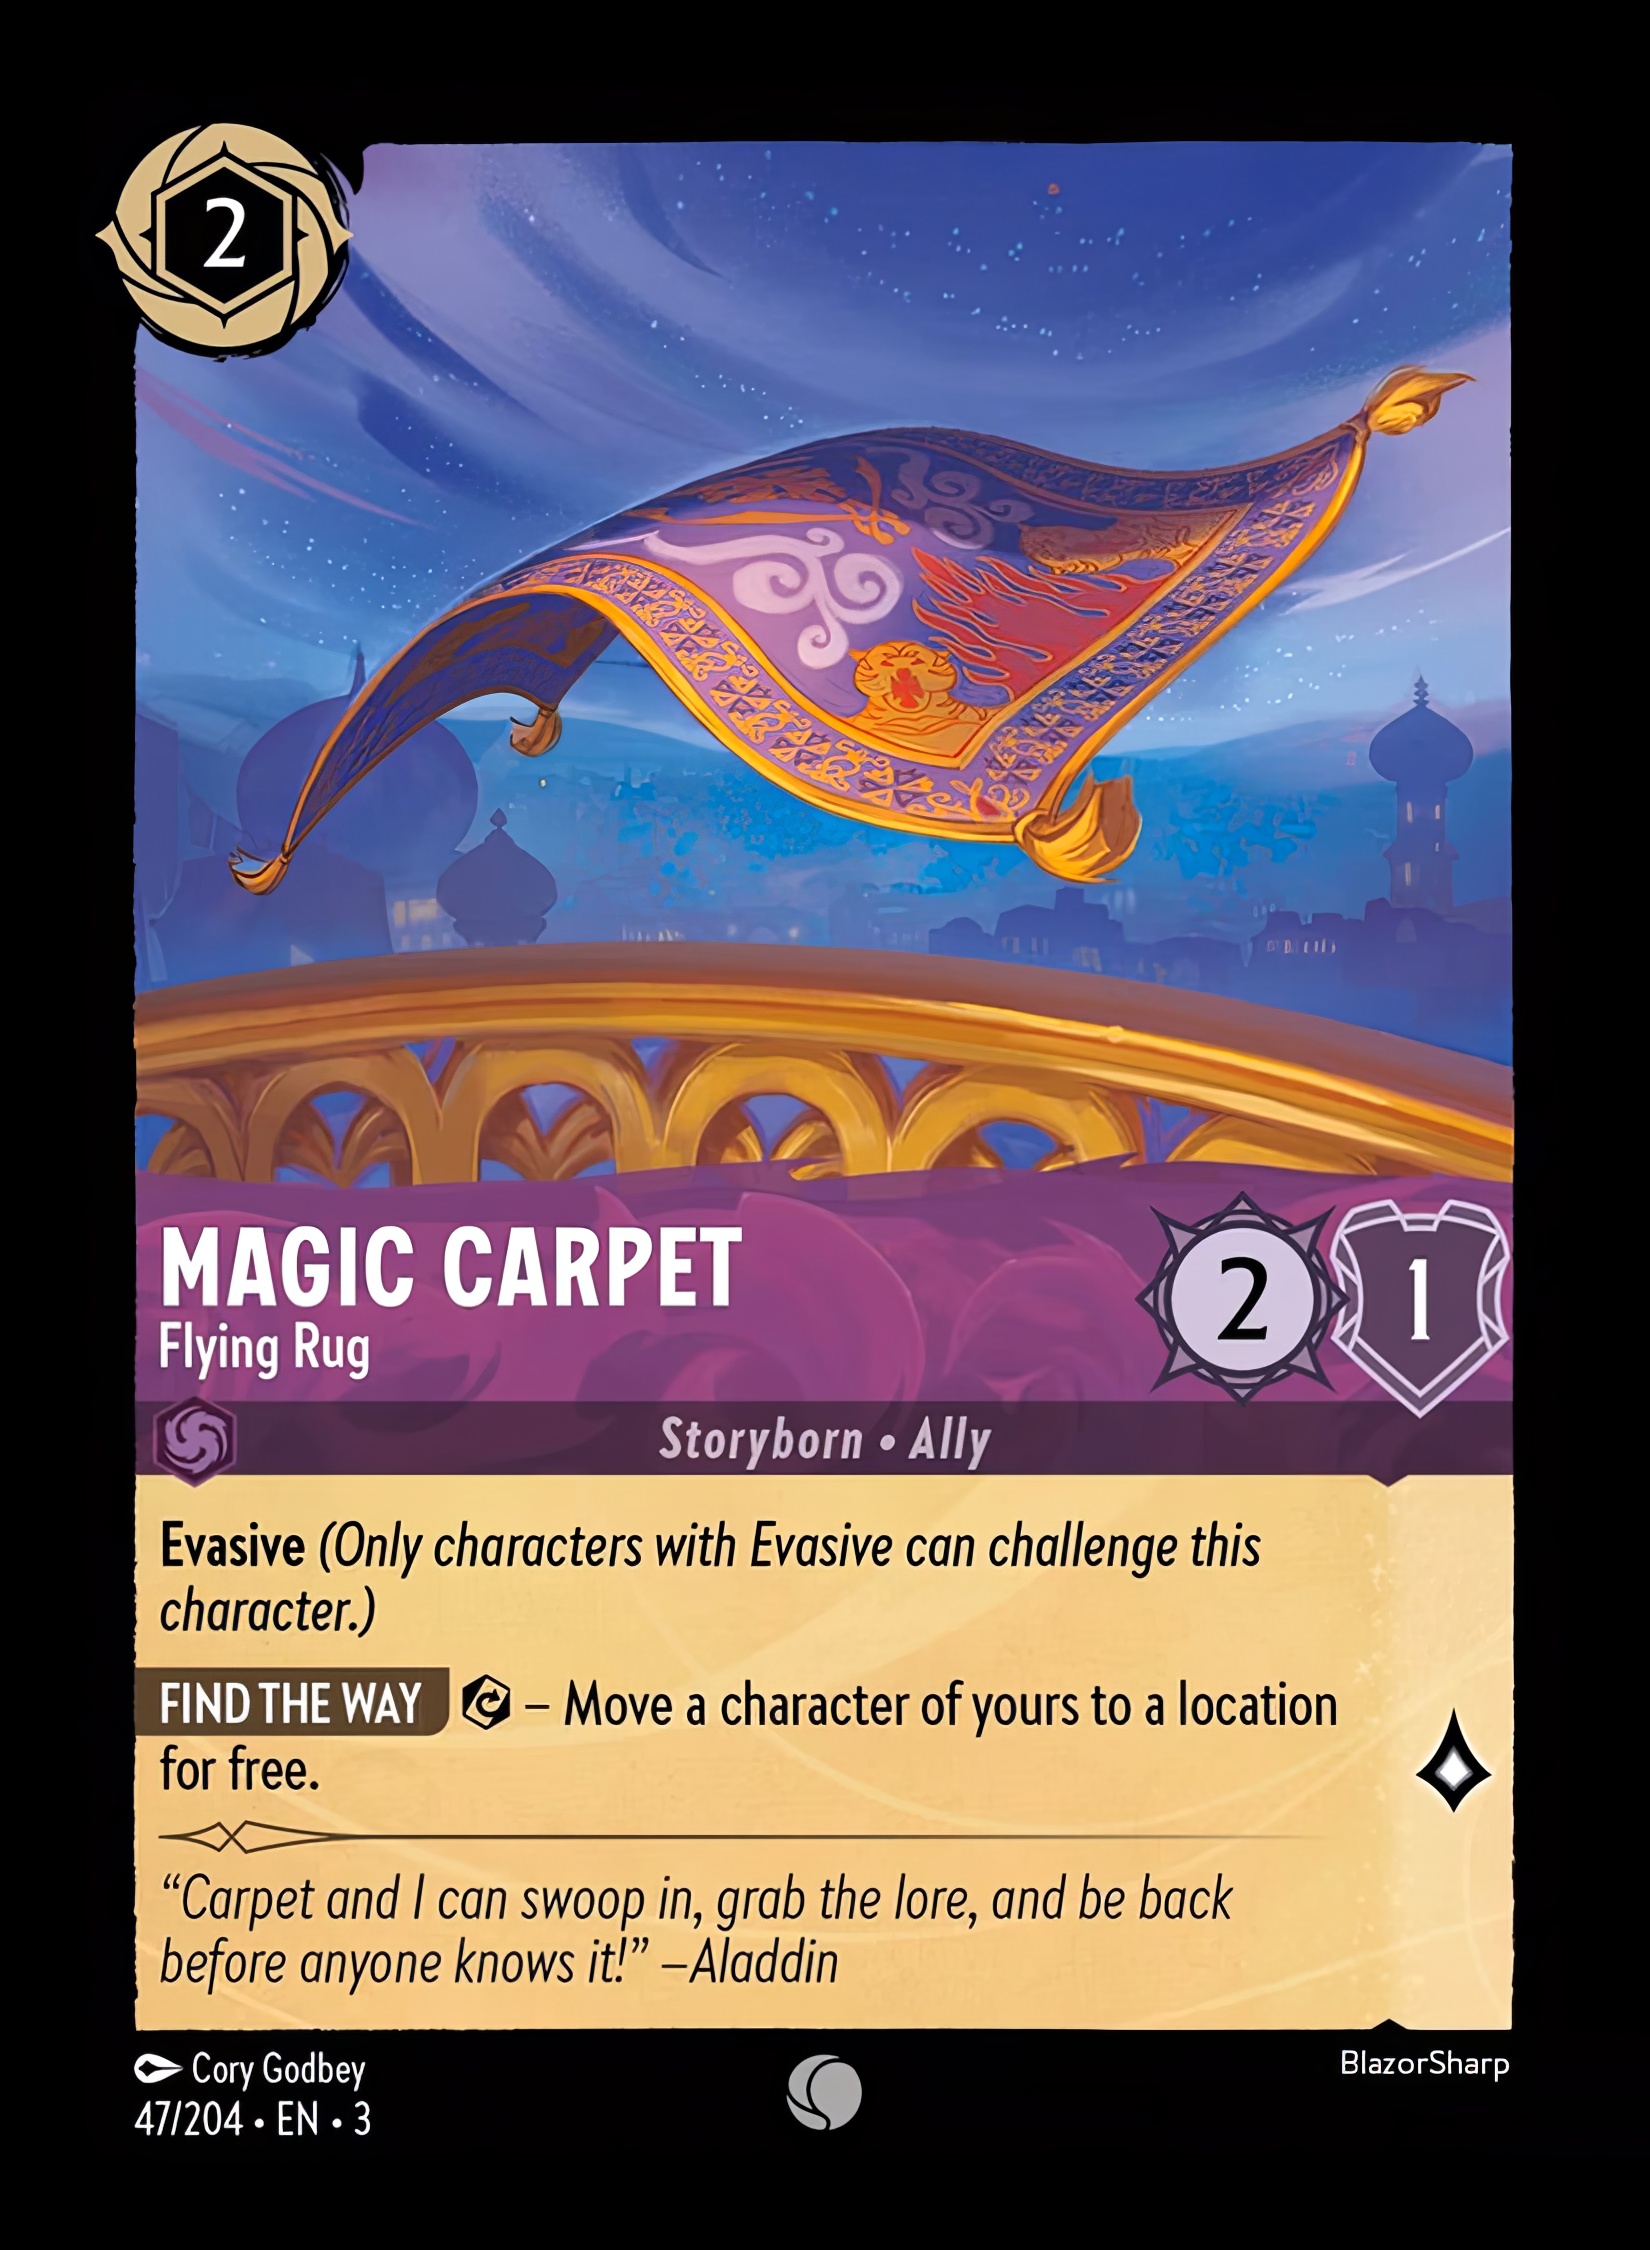 2
MAGIC CARPET
Flying Rug
2 1
Storyborn • Ally
Evasive (Only characters with Evasive can challenge this
character.)
FIND THE WAY – Move a character of yours to a location
for free.
“Carpet and I can swoop in, grab the lore, and be back
before anyone knows it!” –Aladdin
Cory Godbey
BlazorSharp
47/204 • EN • 3